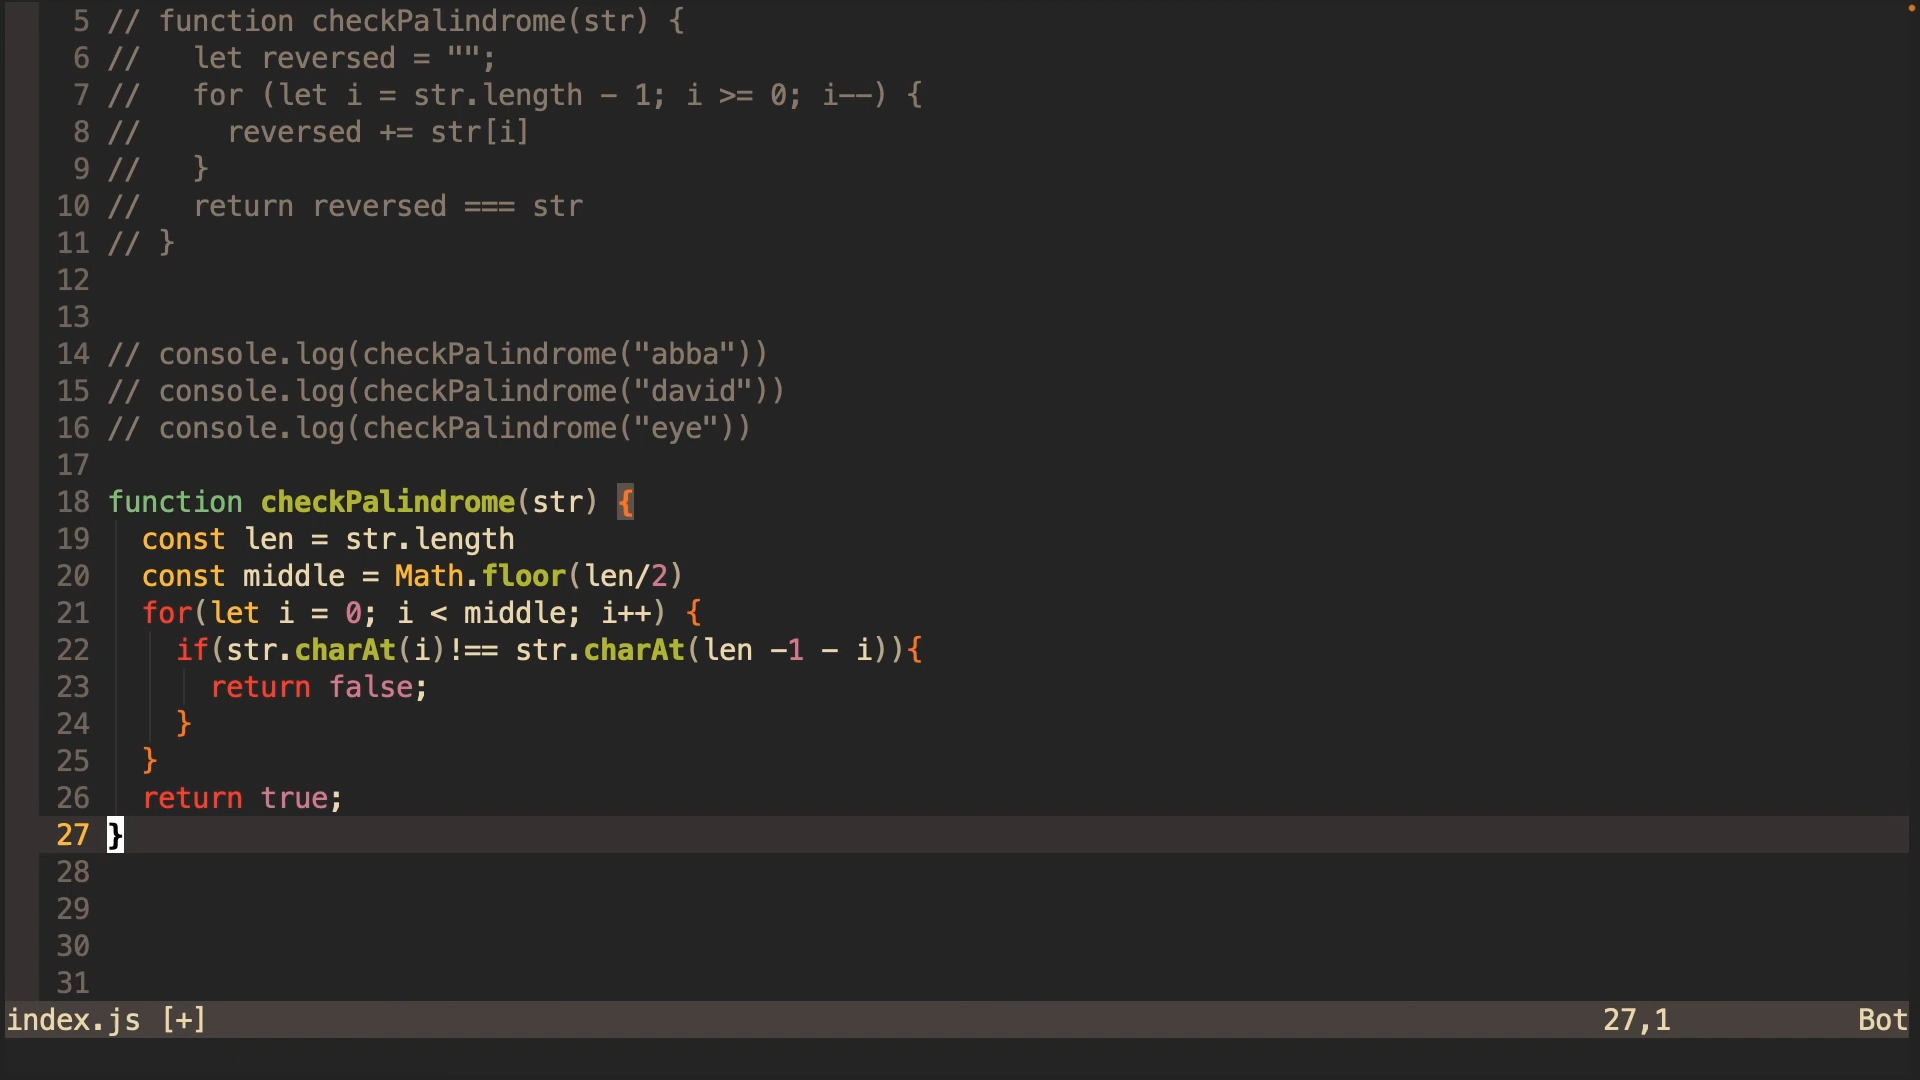 5 // function checkPalindrome(str) {
6 //   let reversed = "";
7 //   for (let i = str.length - 1; i >= 0; i--) {
8 //     reversed += str[i]
9 //   }
10 //   return reversed === str
11 // }
12
13
14 // console.log(checkPalindrome("abba"))
15 // console.log(checkPalindrome("david"))
16 // console.log(checkPalindrome("eye"))
17
18 function checkPalindrome(str) {
19   const len = str.length
20   const middle = Math.floor(len/2)
21   for(let i = 0; i < middle; i++) {
22     if(str.charAt(i)!== str.charAt(len -1 - i)){
23       return false;
24     }
25   }
26   return true;
27 }
28
29
30
31
index.js [+] 27,1 Bot